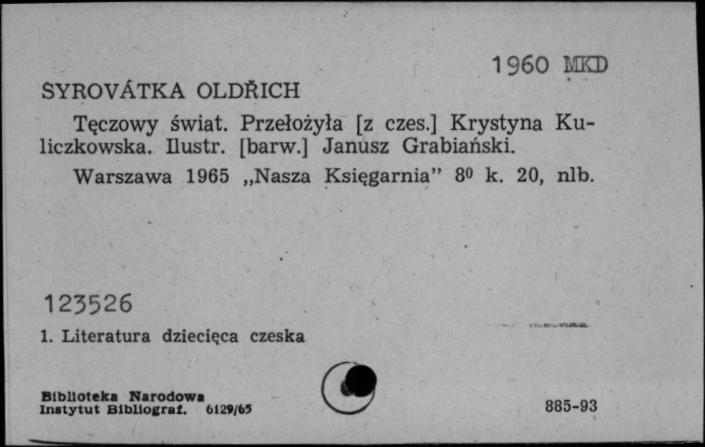 1960 MKD
SYROVÁTKA OLDŘICH
Tęczowy świat. Przełożyła [z czes.] Krystyna Ku-
liczkowska. Ilustr. [barw.] Janusz Grabiański.
Warszawa 1965 „Nasza Księgarnia” 8⁰ k. 20, nlb.
123526
1. Literatura dziecięca czeska
Biblioteka Narodowa
Instytut Bibliograf. 6129/65
885-93